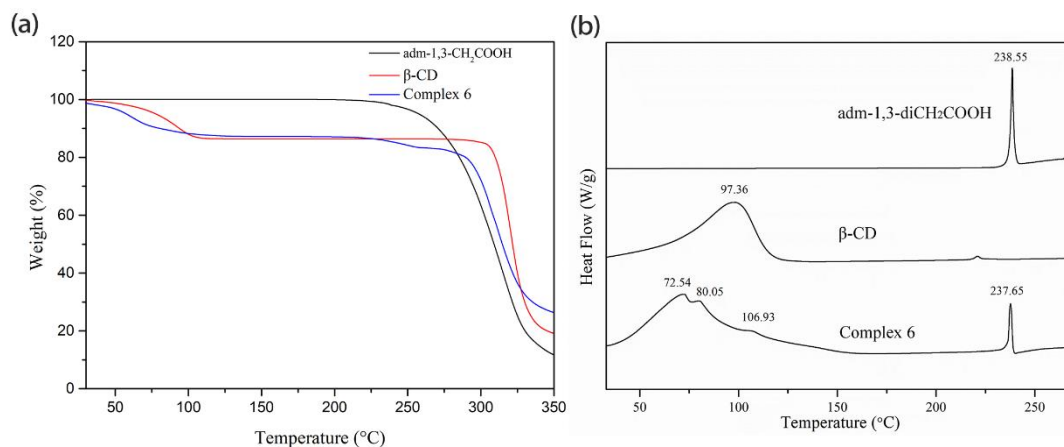 (a)
120
100
80
60
40
20
0
Weight (%)
adm-1,3-CH₂COOH
β-CD
Complex 6
50
100
150
200
250
300
350
Temperature (°C)
(b)
Heat Flow (W/g)
238.55
adm-1,3-diCH2COOH
97.36
β-CD
72.54
80.05
106.93
237.65
Complex 6
50
100
150
200
250
Temperature (°C)